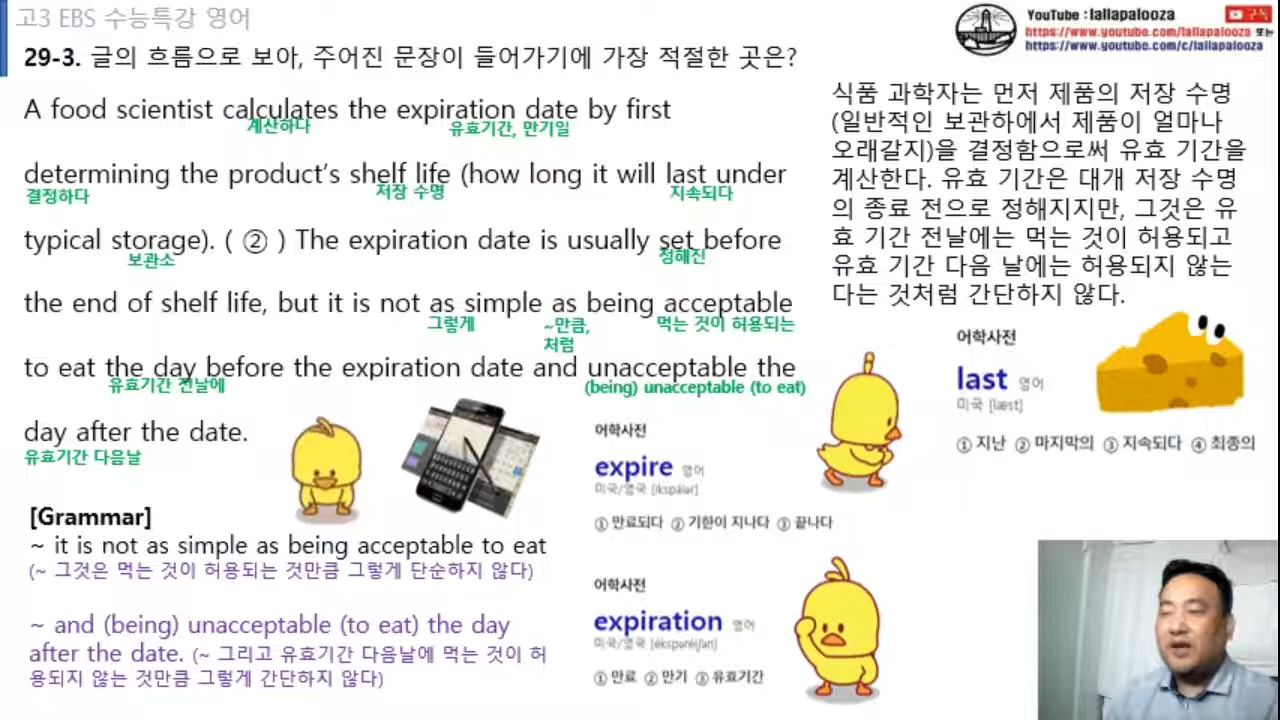 고3 EBS 수능특강 영어
YouTube : lallapalooza
구독
https://www.youtube.com/lallapalooza 또는
https://www.youtube.com/c/lallapalooza
29-3. 글의 흐름으로 보아, 주어진 문장이 들어가기에 가장 적절한 곳은?
A food scientist calculates the expiration date by first
계산하다 유효기간, 만기일
determining the product's shelf life (how long it will last under
결정하다 저장 수명 지속되다
typical storage). ( ② ) The expiration date is usually set before
보관소 정해진
the end of shelf life, but it is not as simple as being acceptable
그렇게 ~만큼, 먹는 것이 허용되는
처럼
to eat the day before the expiration date and unacceptable the
유효기간 전날에 (being) unacceptable (to eat)
day after the date.
유효기간 다음날
[Grammar]
~ it is not as simple as being acceptable to eat
(~ 그것은 먹는 것이 허용되는 것만큼 그렇게 단순하지 않다)
~ and (being) unacceptable (to eat) the day
after the date. (~ 그리고 유효기간 다음날에 먹는 것이 허
용되지 않는 것만큼 그렇게 간단하지 않다)
어학사전
expire 영어
미국/영국 [ikspáiər]
① 만료되다 ② 기한이 지나다 ③ 끝나다
어학사전
expiration 영어
미국/영국
① 만료 ② 만기 ③ 유효기간
식품 과학자는 먼저 제품의 저장 수명
(일반적인 보관하에서 제품이 얼마나
오래갈지)을 결정함으로써 유효 기간을
계산한다. 유효 기간은 대개 저장 수명
의 종료 전으로 정해지지만, 그것은 유
효 기간 전날에는 먹는 것이 허용되고
유효 기간 다음 날에는 허용되지 않는
다는 것처럼 간단하지 않다.
어학사전
last 영어
미국 [læst]
① 지난 ② 마지막의 ③ 지속되다 ④ 최종의